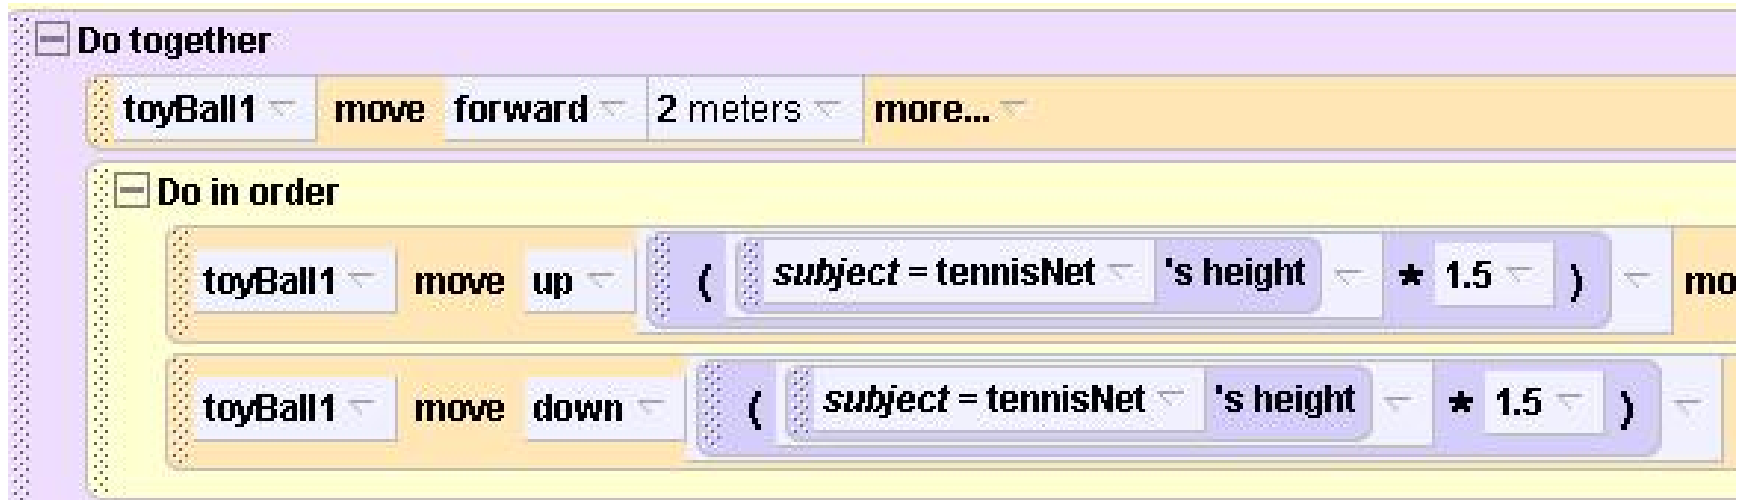 Do together
toyBall1 move forward 2 meters more...
Do in order
toyBall1 move up ( subject = tennisNet 's height * 1.5 )
toyBall1 move down ( subject = tennisNet 's height * 1.5 )